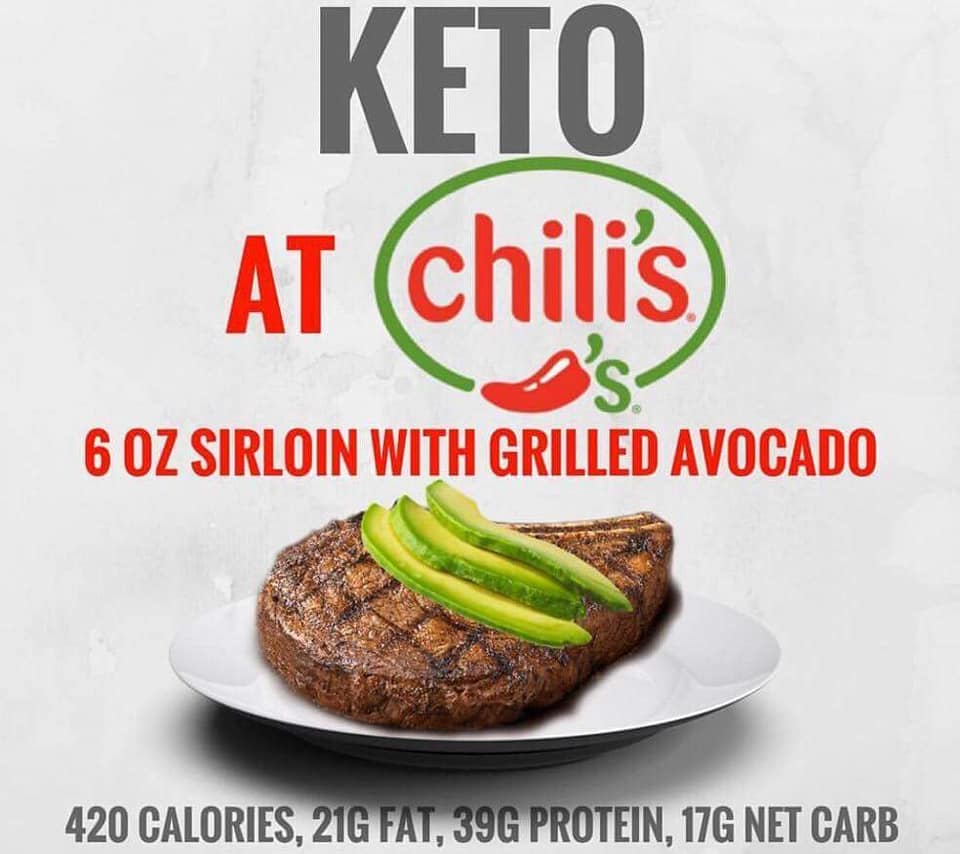 KETO
AT chili's®
's®
6 OZ SIRLOIN WITH GRILLED AVOCADO
420 CALORIES, 21G FAT, 39G PROTEIN, 17G NET CARB